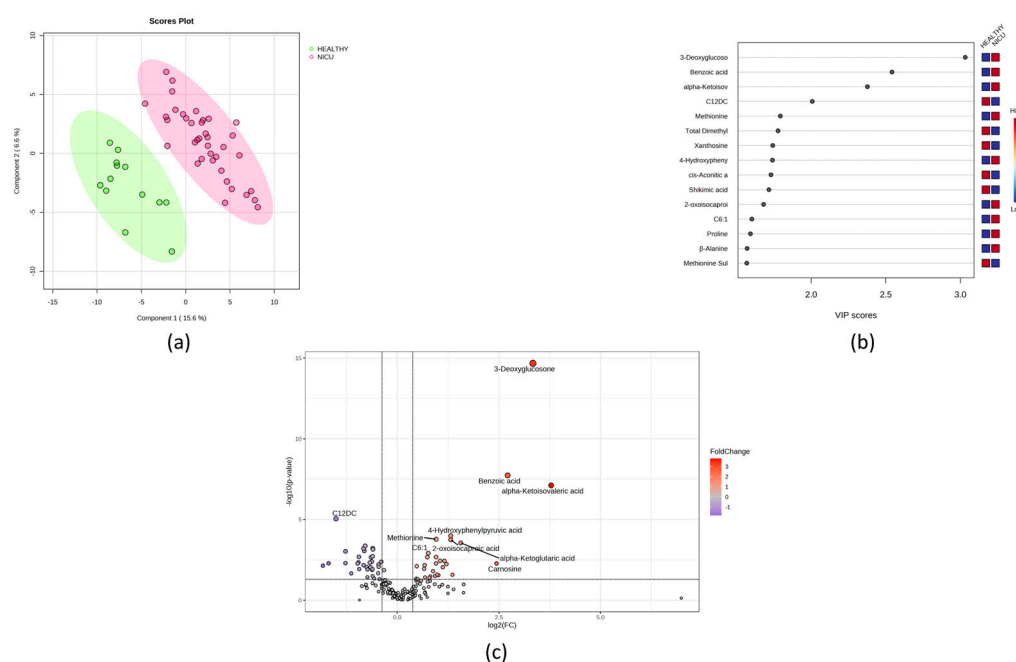 Scores Plot
HEALTHY
NICU
Component 2 ( 6.6 %)
10
5
0
-5
-10
-15
-10
-5
0
5
10
Component 1 ( 15.6 %)
(a)
HEALTHY
NICU
3-Deoxyglucoso
Benzoic acid
alpha-Ketoisov
C12DC
Methionine
Total Dimethyl
Xanthosine
4-Hydroxypheny
cis-Aconitic a
Shikimic acid
2-oxoisocaproi
C6:1
Proline
β-Alanine
Methionine Sul
2.0
2.5
3.0
VIP scores
(b)
-log10(p-value)
15
10
5
0
3-Deoxyglucosone
Benzoic acid
alpha-Ketoisovaleric acid
C12DC
4-Hydroxyphenylpyruvic acid
Methionine
C6:1
2-oxoisocaproic acid
alpha-Ketoglutaric acid
Carnosine
0.0
2.5
5.0
log2(FC)
FoldChange
3
2
1
0
-1
(c)